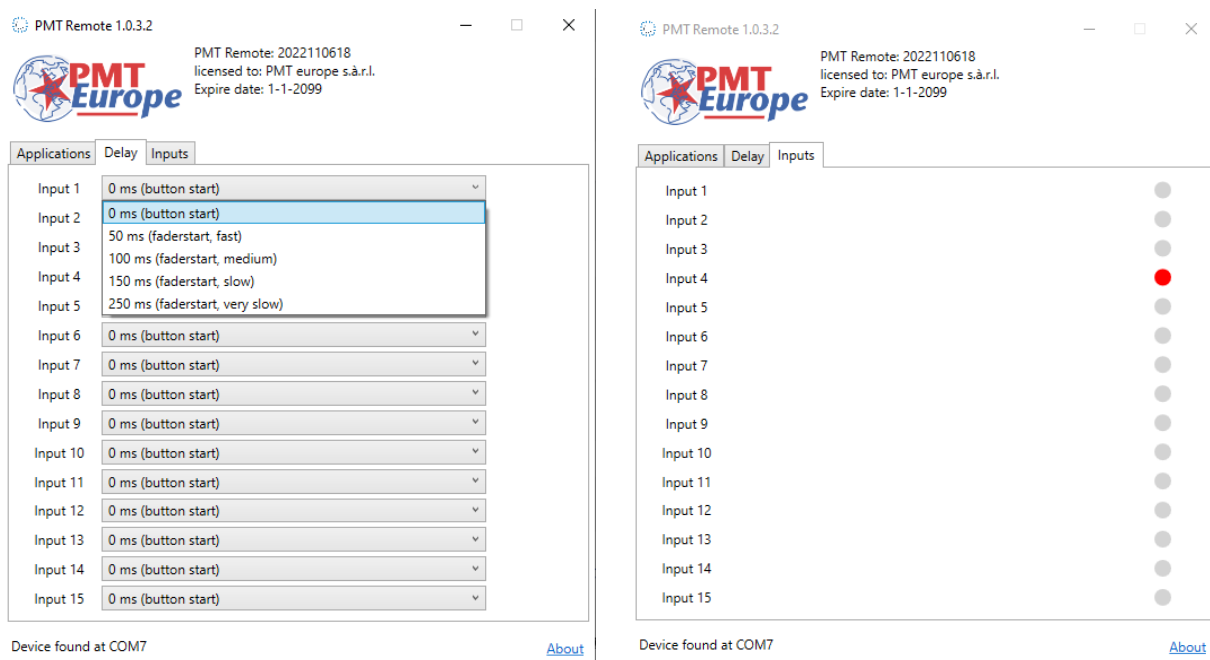 PMT Remote 1.0.3.2
PMT
Europe
PMT Remote: 2022110618
licensed to: PMT europe s.à.r.l.
Expire date: 1-1-2099
Applications Delay Inputs
Input 1 0 ms (button start)
Input 2 0 ms (button start)
50 ms (faderstart, fast)
Input 3 100 ms (faderstart, medium)
Input 4 150 ms (faderstart, slow)
Input 5 250 ms (faderstart, very slow)
Input 6 0 ms (button start)
Input 7 0 ms (button start)
Input 8 0 ms (button start)
Input 9 0 ms (button start)
Input 10 0 ms (button start)
Input 11 0 ms (button start)
Input 12 0 ms (button start)
Input 13 0 ms (button start)
Input 14 0 ms (button start)
Input 15 0 ms (button start)
Device found at COM7 About
PMT Remote 1.0.3.2
PMT
Europe
PMT Remote: 2022110618
licensed to: PMT europe s.à.r.l.
Expire date: 1-1-2099
Applications Delay Inputs
Input 1
Input 2
Input 3
Input 4
Input 5
Input 6
Input 7
Input 8
Input 9
Input 10
Input 11
Input 12
Input 13
Input 14
Input 15
Device found at COM7 About